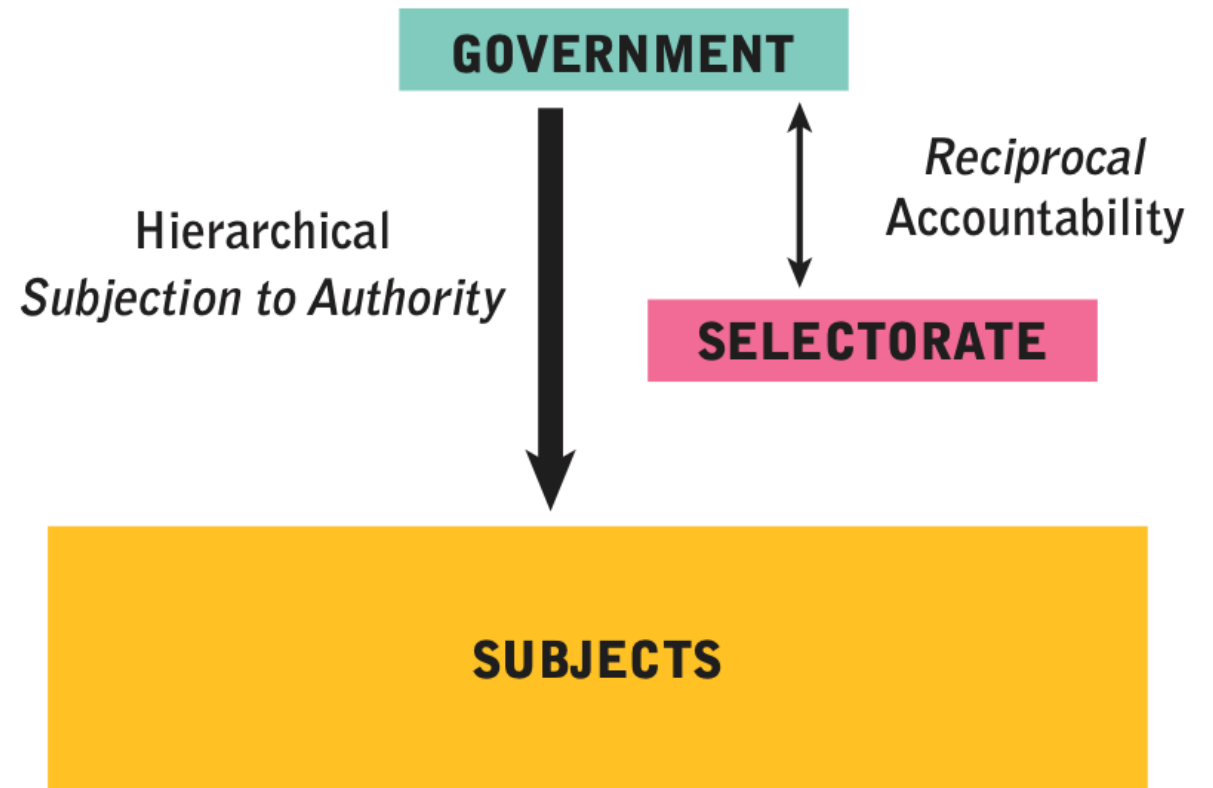 GOVERNMENT
Hierarchical
Subjection to Authority
Reciprocal
Accountability
SELECTORATE
SUBJECTS